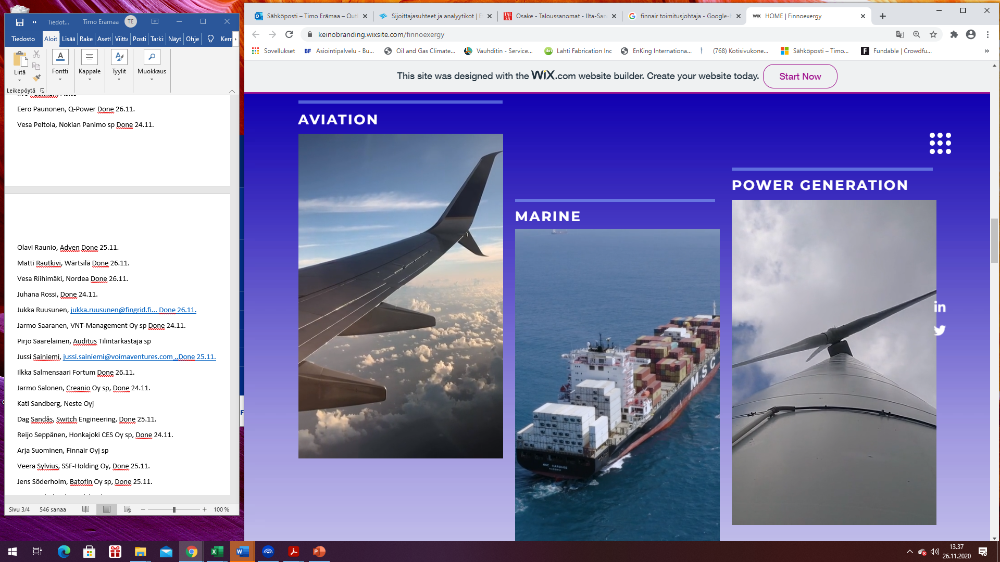 Tiedot...
Timo Erämaa
TE
Tiedosto
Aloit
Lisää
Rake
Aset
Viitta
Posti
Tarki
Näyt
Ohje
Liitä
Fontti
Kappale
Tyylit
Muokkaus
Leikepöytä
Eero Paunonen, Q-Power Done 26.11.
Vesa Peltola, Nokian Panimo sp Done 24.11.
Olavi Raunio, Adven Done 25.11.
Matti Rautkivi, Wärtsilä Done 26.11.
Vesa Riihimäki, Nordea Done 26.11.
Juhana Rossi, Done 24.11.
Jukka Ruusunen, jukka.ruusunen@fingrid.fi... Done 26.11.
Jarmo Saaranen, VNT-Management Oy sp Done 24.11.
Pirjo Saarelainen, Auditus Tilintarkastaja sp
Jussi Sainiemi, jussi.sainiemi@voimaventures.com ..Done 25.11.
Ilkka Salmensaari Fortum Done 26.11.
Jarmo Salonen, Creanio Oy sp, Done 24.11.
Kati Sandberg, Neste Oyj
Dag Sandås, Switch Engineering, Done 25.11.
Reijo Seppänen, Honkajoki CES Oy sp, Done 24.11.
Arja Suominen, Finnair Oyj sp
Veera Sylvius, SSF-Holding Oy, Done 25.11.
Jens Söderholm, Batofin Oy sp, Done 25.11.
Sivu 3/4
546 sanaa
100 %
Sähköposti – Timo Erämaa – Outl
Sijoittajasuhteet ja analyytikot | E
Osake - Taloussanomat - Ilta-San
finnair toimitusjohtaja - Google-h
WIX HOME | Finnoexergy
keinobranding.wixsite.com/finnoexergy
Sovellukset
BF Asiointipalvelu - Bu...
Oil and Gas Climate...
Vauhditin - Service...
dot Lahti Fabrication Inc
EnKing Internationa...
(768) Kotisivukone...
Sähköposti – Timo...
F Fundable | Crowdfu...
This site was designed with the WiX.com website builder. Create your website today.
Start Now
AVIATION
MARINE
POWER GENERATION
MSC
MSC CAROUGE
in
13.37
26.11.2020